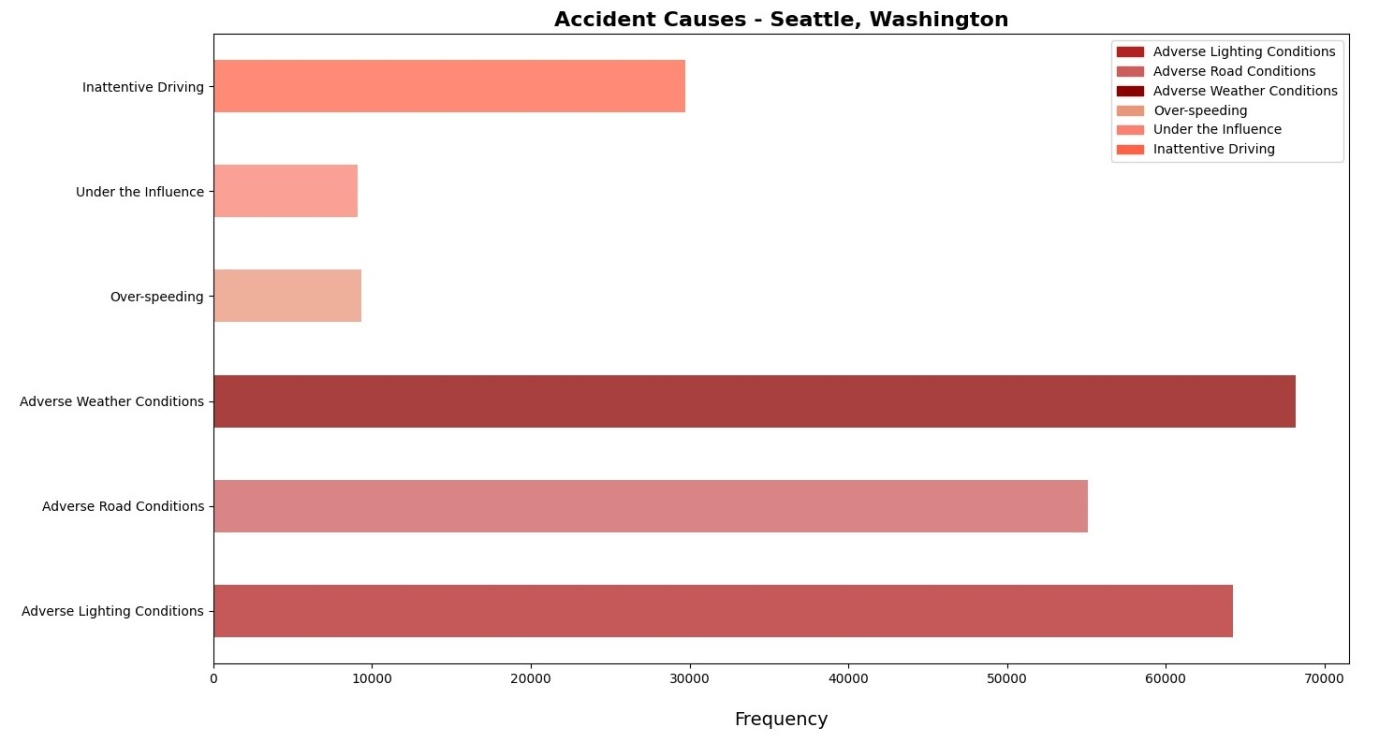 Accident Causes - Seattle, Washington
Adverse Lighting Conditions
Adverse Road Conditions
Adverse Weather Conditions
Over-speeding
Under the Influence
Inattentive Driving
Inattentive Driving
Under the Influence
Over-speeding
Adverse Weather Conditions
Adverse Road Conditions
Adverse Lighting Conditions
0 10000 20000 30000 40000 50000 60000 70000
Frequency